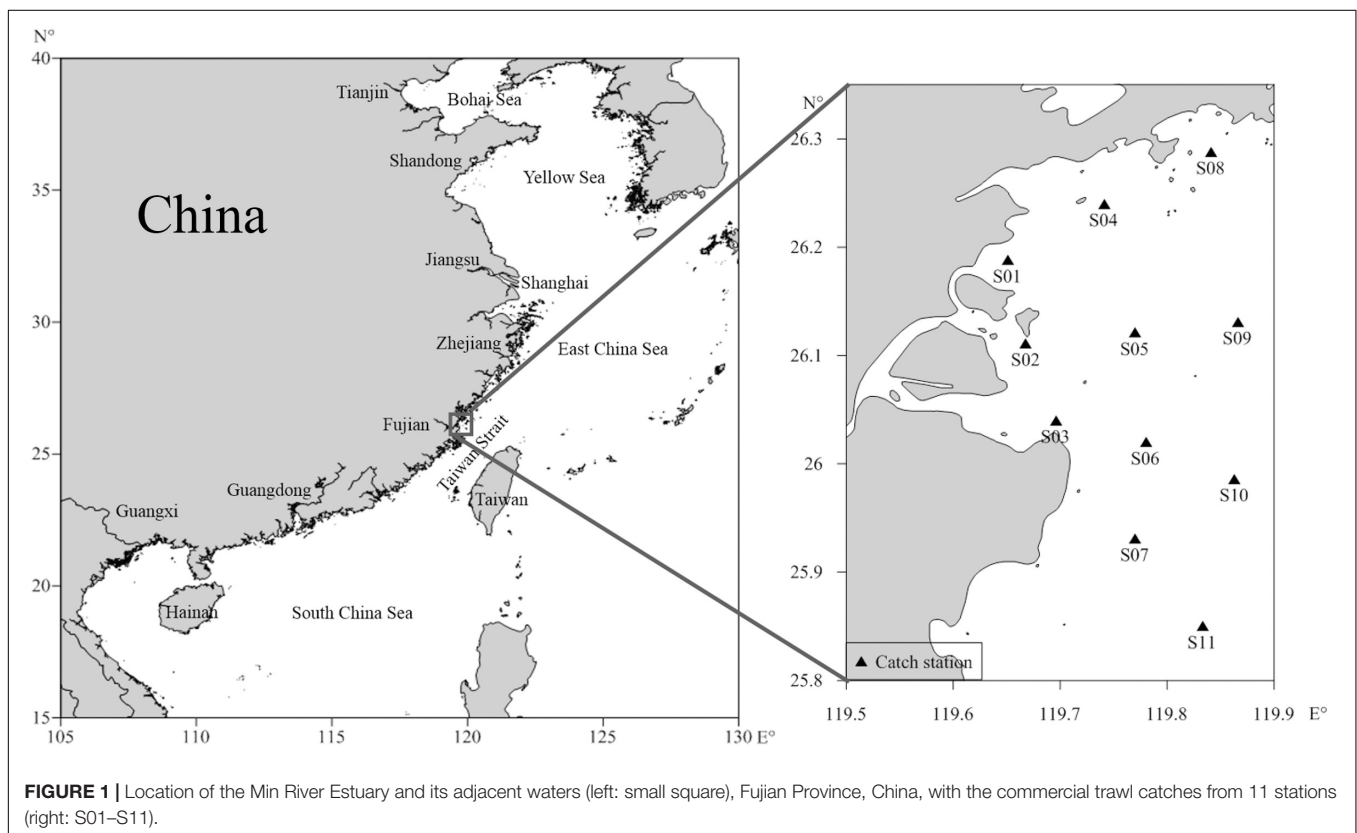 N°
40
35
30
25
20
15
105
110
115
120
125
130
E°
China
Tianjin
Bohai Sea
Shandong
Yellow Sea
Jiangsu
Shanghai
Zhejiang
East China Sea
Fujian
Taiwan Strait
Guangdong
Taiwan
Guangxi
Hainan
South China Sea
N°
26.3
26.2
26.1
26
25.9
25.8
119.5
119.6
119.7
119.8
119.9
E°
S08
S04
S01
S02
S05
S09
S03
S06
S10
S07
S11
▲ Catch station
FIGURE 1 | Location of the Min River Estuary and its adjacent waters (left: small square), Fujian Province, China, with the commercial trawl catches from 11 stations
(right: S01–S11).